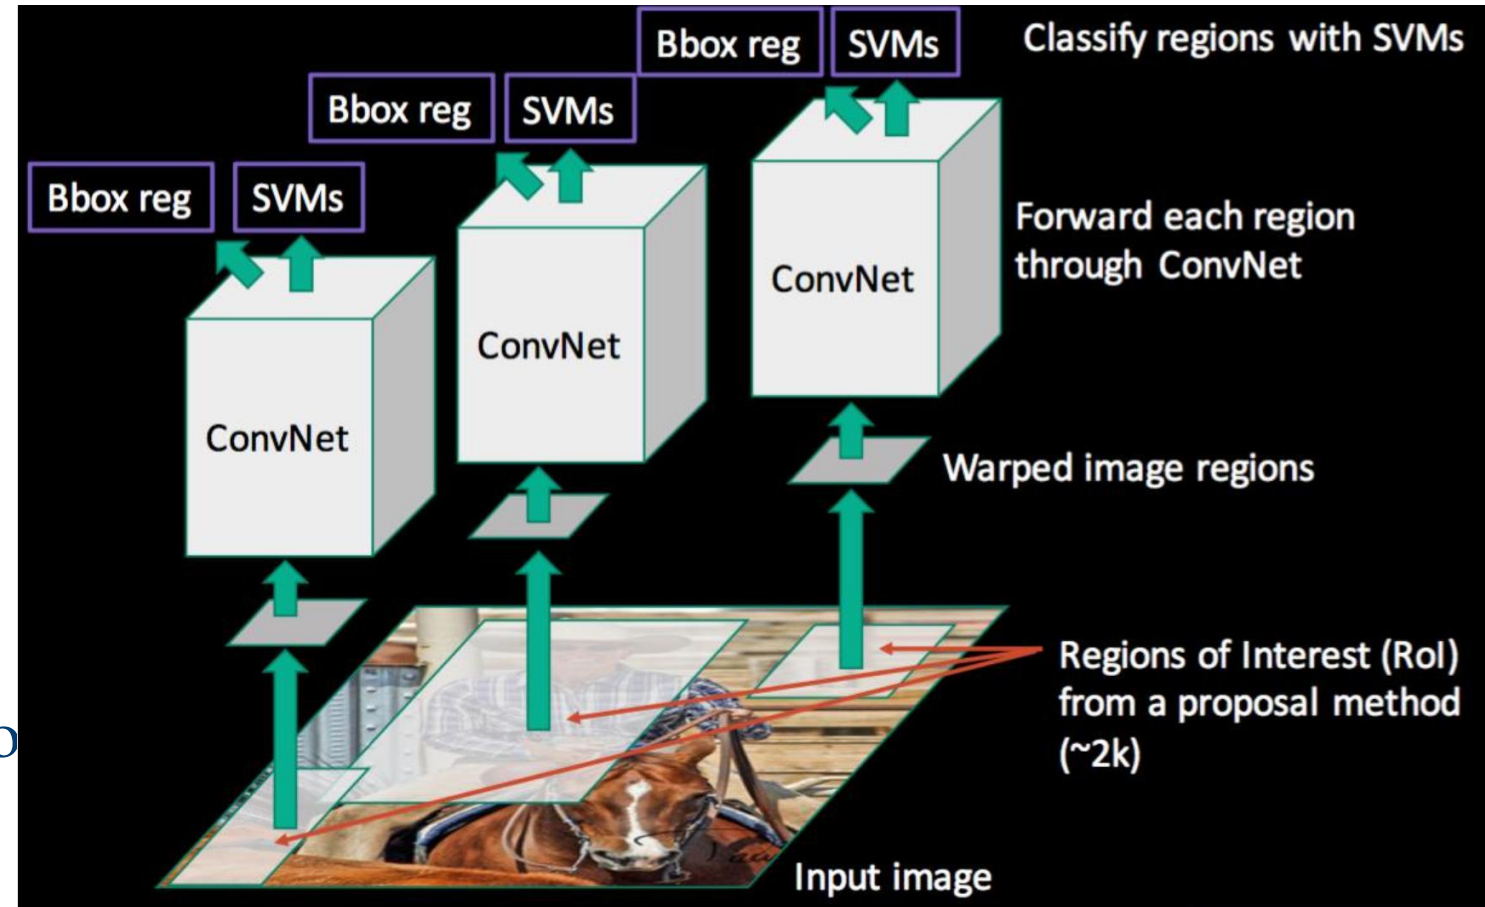 Bbox reg
SVMs
Classify regions with SVMs
Bbox reg
SVMs
Bbox reg
SVMs
Forward each region
through ConvNet
ConvNet
ConvNet
ConvNet
Warped image regions
Regions of Interest (RoI)
from a proposal method
(~2k)
Input image